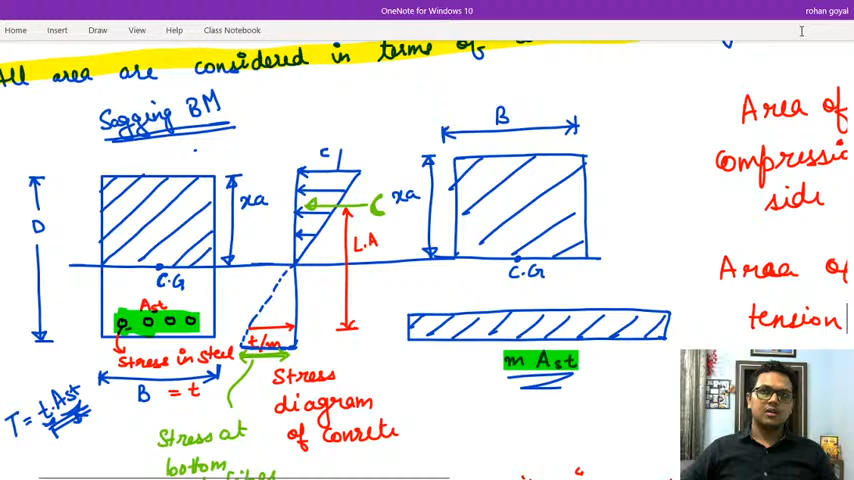 OneNote for Windows 10
rohan goyal
Home Insert Draw View Help Class Notebook
All area are considered in terms of
Sagging BM
D
xa
C
C
L.A
xa
B
C.G
C.G
Ast
t/m
Stress in steel
= t
B
T = t.Ast
Stress
diagram
of concrete
Stress at
bottom
m Ast
Area of
compressio
side
Area of
tension